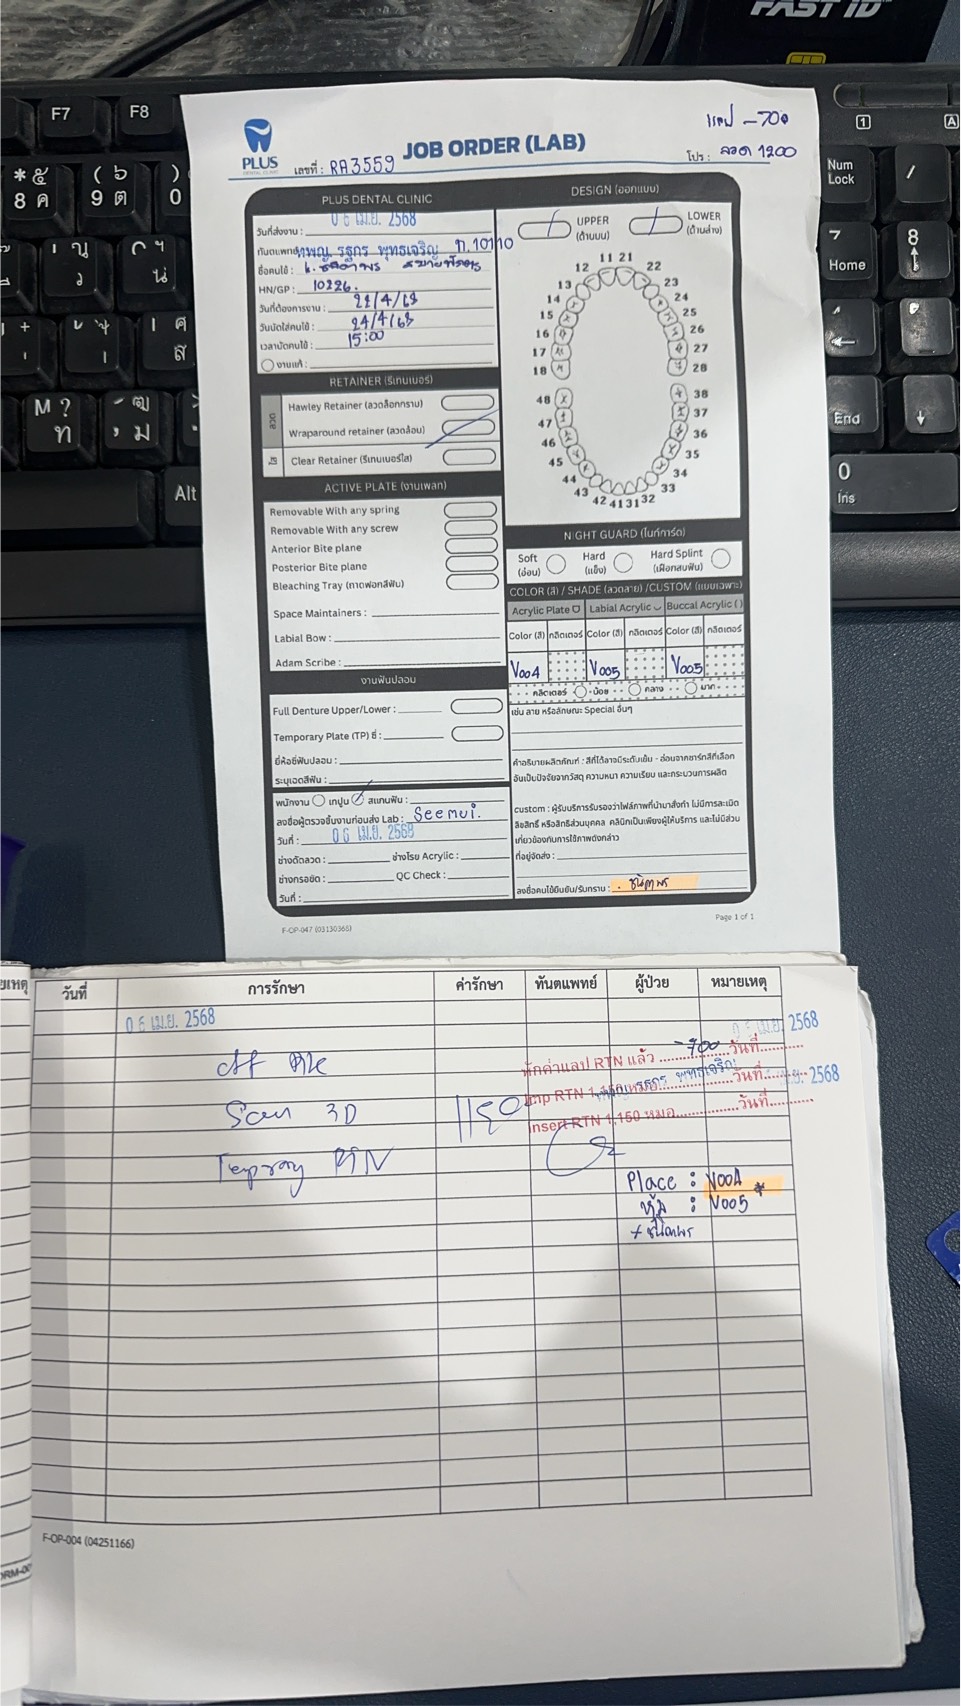 FAST ID
F7
F8
PLUS
DENTAL CLINIC
เลขที่ : RA3559
JOB ORDER (LAB)
แลป -700
โปร : ลวด 1200
PLUS DENTAL CLINIC
วันที่ส่งงาน : 06 เม.ย. 2568
ทันตแพทย์ ทพญ. รฐกร พุทธเจริญ ท.10110
ชื่อคนไข้ :
HN/GP : 10226.
วันที่ต้องการงาน : 22/4/68
วันนัดใส่คนไข้ : 24/4/68
เวลานัดคนไข้ : 15:00
งานแก้ :
RETAINER (รีเทนเนอร์)
ลวด
Hawley Retainer (ลวดล็อกกราม)
Wraparound retainer (ลวดล้อม)
ใส
Clear Retainer (รีเทนเนอร์ใส)
ACTIVE PLATE (งานเพลท)
Removable With any spring
Removable With any screw
Anterior Bite plane
Posterior Bite plane
Bleaching Tray (ถาดฟอกสีฟัน)
Space Maintainers :
Labial Bow :
Adam Scribe :
งานฟันปลอม
Full Denture Upper/Lower :
Temporary Plate (TP) ซี่ :
ยี่ห้อซี่ฟันปลอม :
ระบุเฉดสีฟัน :
พนักงาน เทปูน สแกนฟัน :
ลงชื่อผู้ตรวจชิ้นงานก่อนส่ง Lab : Seemui.
วันที่ : 06 เม.ย. 2568
ช่างดัดลวด : ช่างโรย Acrylic :
ช่างกรอขัด : QC Check :
วันที่ :
DESIGN (ออกแบบ)
UPPER
(ด้านบน)
LOWER
(ด้านล่าง)
11 21
12 22
13 23
14 24
15 25
16 26
17 27
18 28
48 38
47 37
46 36
45 35
44 34
43 33
42 41 31 32
NIGHT GUARD (ไนท์การ์ด)
Soft
(อ่อน)
Hard
(แข็ง)
Hard Splint
(เฝือกสบฟัน)
COLOR (สี) / SHADE (ลวดลาย) /CUSTOM (แบบเฉพาะ)
Acrylic Plate Labial Acrylic Buccal Acrylic ( )
Color (สี) กลิตเตอร์ Color (สี) กลิตเตอร์ Color (สี) กลิตเตอร์
V004 V005 V005
กลิตเตอร์ น้อย กลาง มาก
เช่น ลาย หรือลักษณะ Special อื่นๆ
คำอธิบายผลิตภัณฑ์ : สีที่ได้อาจมีระดับเข้ม - อ่อนจากชาร์ทสีที่เลือก
อันเป็นปัจจัยจากวัสดุ ความหนา ความเรียบ และกระบวนการผลิต
custom : ผู้รับบริการรับรองว่าไฟล์ภาพที่นำมาสั่งทำ ไม่มีการละเมิด
ลิขสิทธิ์ หรือสิทธิส่วนบุคคล คลินิกเป็นเพียงผู้ให้บริการ และไม่มีส่วน
เกี่ยวข้องกับการใช้ภาพดังกล่าว
ที่อยู่จัดส่ง :
ลงชื่อคนไข้ยืนยัน/รับทราบ :
F-OP-047 (03130368)
Page 1 of 1
วันที่ การรักษา ค่ารักษา ทันตแพทย์ ผู้ป่วย หมายเหตุ
06 เม.ย. 2568
Scan 3D 1150
RTN
หักค่าแลป RTN แล้ว -700 วันที่ 06 เม.ย. 2568
Imp RTN 1,150 หมอ รฐกร พุทธเจริญ วันที่ เม.ย. 2568
Insert RTN 1,150 หมอ วันที่
Place : V004
หุ้ม : V005 *
F-OP-004 (04251166)
Num
Lock
/
7
Home
8
End
0
Ins
Alt